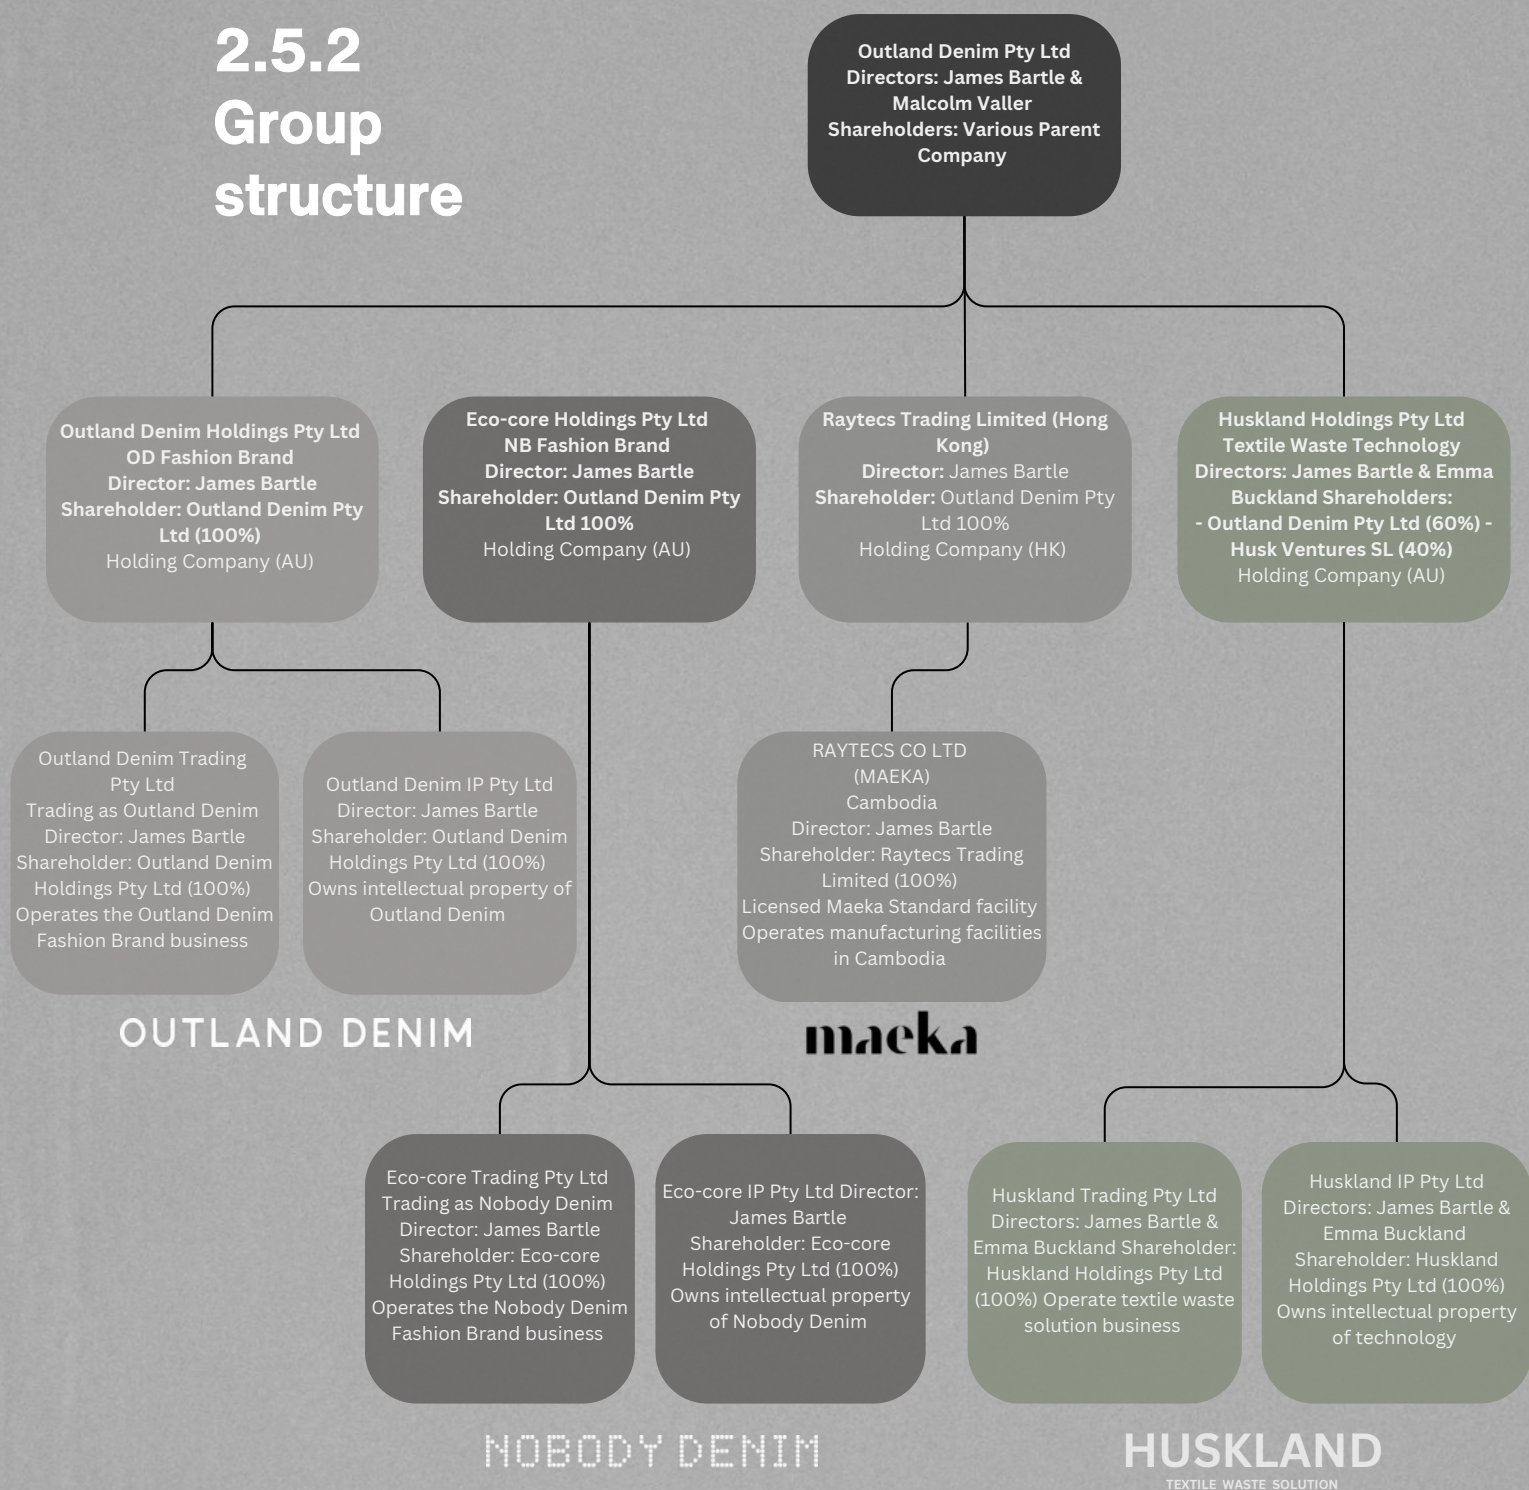 2.5.2
Group
structure
Outland Denim Pty Ltd
Directors: James Bartle &
Malcolm Valler
Shareholders: Various Parent
Company
Outland Denim Holdings Pty Ltd
OD Fashion Brand
Director: James Bartle
Shareholder: Outland Denim Pty
Ltd (100%)
Holding Company (AU)
Eco-core Holdings Pty Ltd
NB Fashion Brand
Director: James Bartle
Shareholder: Outland Denim Pty
Ltd 100%
Holding Company (AU)
Raytecs Trading Limited (Hong
Kong)
Director: James Bartle
Shareholder: Outland Denim Pty
Ltd 100%
Holding Company (HK)
Huskland Holdings Pty Ltd
Textile Waste Technology
Directors: James Bartle & Emma
Buckland Shareholders:
- Outland Denim Pty Ltd (60%) -
Husk Ventures SL (40%)
Holding Company (AU)
Outland Denim Trading
Pty Ltd
Trading as Outland Denim
Director: James Bartle
Shareholder: Outland Denim
Holdings Pty Ltd (100%)
Operates the Outland Denim
Fashion Brand business
Outland Denim IP Pty Ltd
Director: James Bartle
Shareholder: Outland Denim
Holdings Pty Ltd (100%)
Owns intellectual property of
Outland Denim
RAYTECS CO LTD
(MAEKA)
Cambodia
Director: James Bartle
Shareholder: Raytecs Trading
Limited (100%)
Licensed Maeka Standard facility
Operates manufacturing facilities
in Cambodia
OUTLAND DENIM
maeka
Eco-core Trading Pty Ltd
Trading as Nobody Denim
Director: James Bartle
Shareholder: Eco-core
Holdings Pty Ltd (100%)
Operates the Nobody Denim
Fashion Brand business
Eco-core IP Pty Ltd Director:
James Bartle
Shareholder: Eco-core
Holdings Pty Ltd (100%)
Owns intellectual property
of Nobody Denim
Huskland Trading Pty Ltd
Directors: James Bartle &
Emma Buckland Shareholder:
Huskland Holdings Pty Ltd
(100%) Operate textile waste
solution business
Huskland IP Pty Ltd
Directors: James Bartle &
Emma Buckland
Shareholder: Huskland
Holdings Pty Ltd (100%)
Owns intellectual property
of technology
NOBODY DENIM
HUSKLAND
TEXTILE WASTE SOLUTION